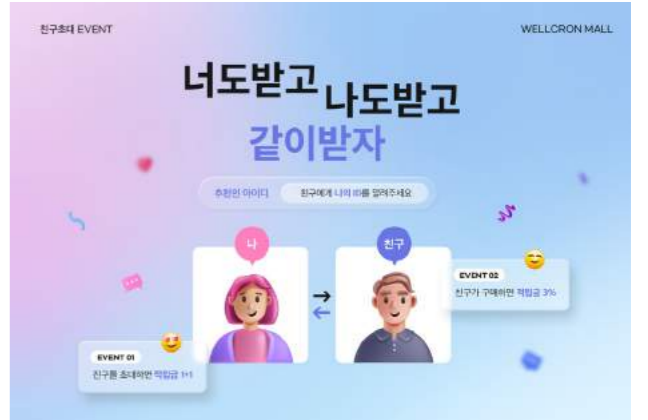 친구초대 EVENT
WELLCRON MALL
너도받고
나도받고
같이받자
추천인 아이디
친구에게 나의 ID를 알려주세요
나
친구
EVENT 02
친구가 구매하면 적립금 3%
EVENT 01
친구를 초대하면 적립금 1+1